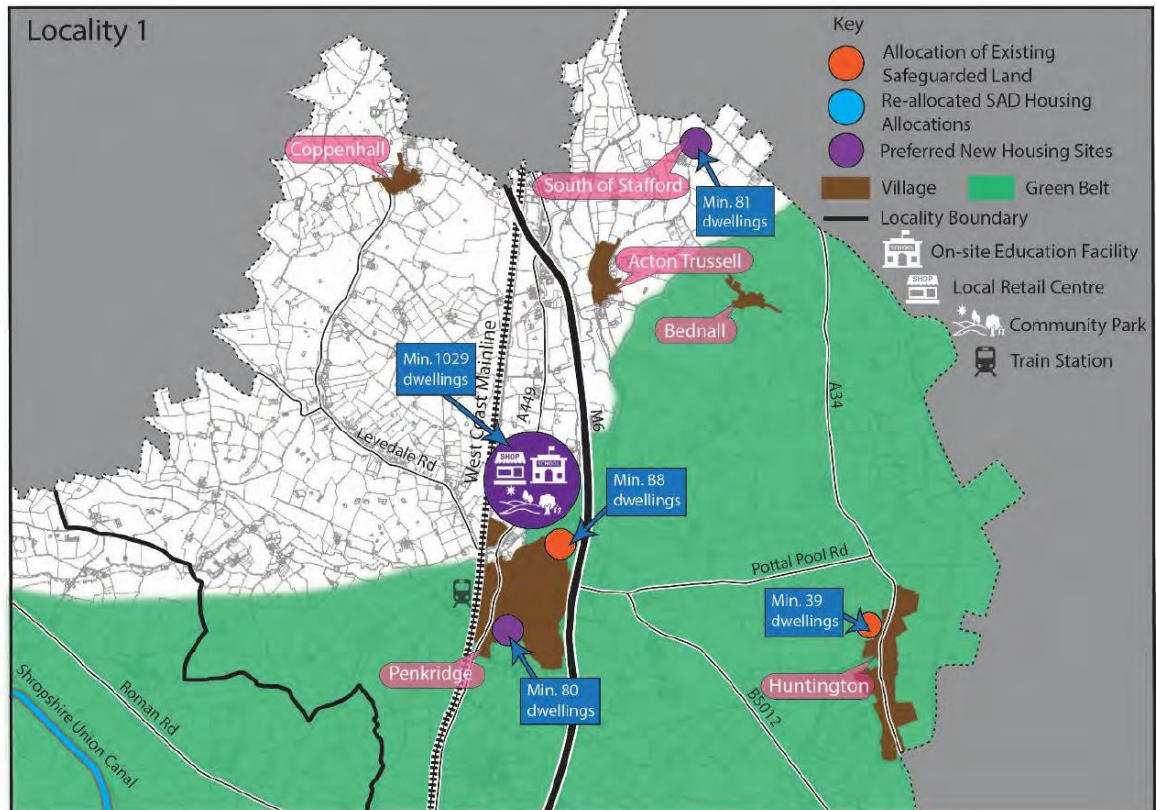 Locality 1
Key
Allocation of Existing
Safeguarded Land
Re-allocated SAD Housing
Allocations
Preferred New Housing Sites
Village
Green Belt
Locality Boundary
On-site Education Facility
Local Retail Centre
Community Park
Train Station
Coppenhall
South of Stafford
Min. 81
dwellings
Acton Trussell
Bednall
Min. 1029
dwellings
West Coast Mainline
A449
M6
A34
Levedale Rd
SHOP
SCHOOL
SHOP
SCHOOL
Min. 88
dwellings
Pottal Pool Rd
Min. 39
dwellings
Penkridge
Min. 80
dwellings
Huntington
B5012
Roman Rd
Shropshire Union Canal